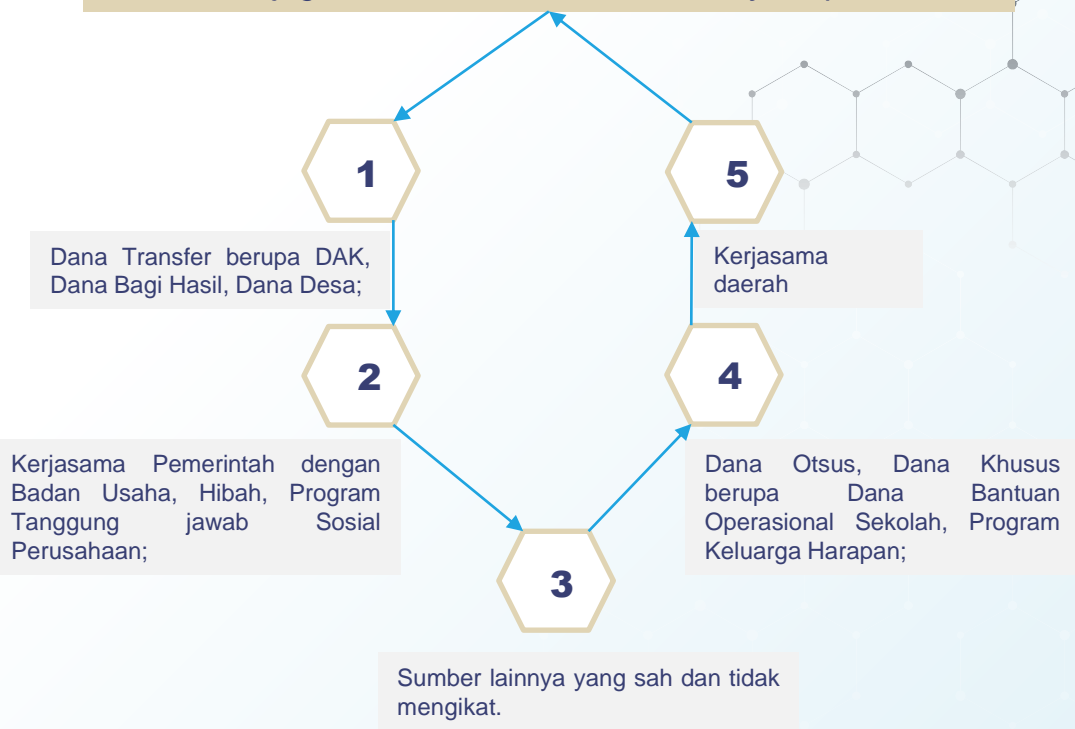 1
Dana Transfer berupa DAK,
Dana Bagi Hasil, Dana Desa;
2
Kerjasama Pemerintah dengan
Badan Usaha, Hibah, Program
Tanggung jawab Sosial
Perusahaan;
3
Sumber lainnya yang sah dan tidak
mengikat.
4
Dana Otsus, Dana Khusus
berupa Dana Bantuan
Operasional Sekolah, Program
Keluarga Harapan;
5
Kerjasama
daerah